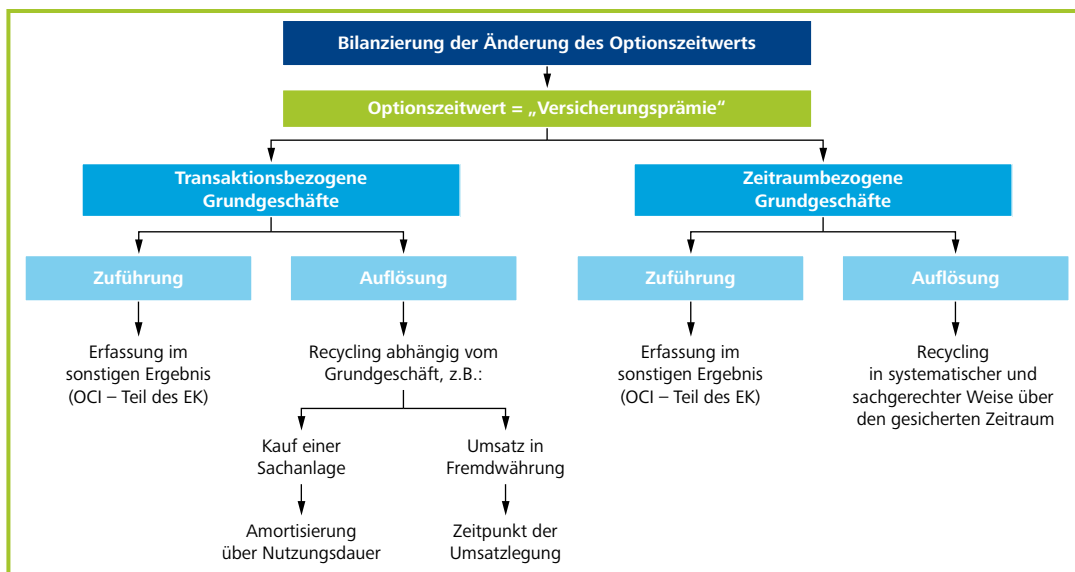 Bilanzierung der Änderung des Optionszeitwerts
Optionszeitwert = „Versicherungsprämie“
Transaktionsbezogene
Grundgeschäfte
Zeitraumbezogene
Grundgeschäfte
Zuführung
Auflösung
Zuführung
Auflösung
Erfassung im
sonstigen Ergebnis
(OCI – Teil des EK)
Recycling abhängig vom
Grundgeschäft, z.B.:
Erfassung im
sonstigen Ergebnis
(OCI – Teil des EK)
Recycling
in systematischer und
sachgerechter Weise über
den gesicherten Zeitraum
Kauf einer
Sachanlage
Umsatz in
Fremdwährung
Amortisierung
über Nutzungsdauer
Zeitpunkt der
Umsatzlegung